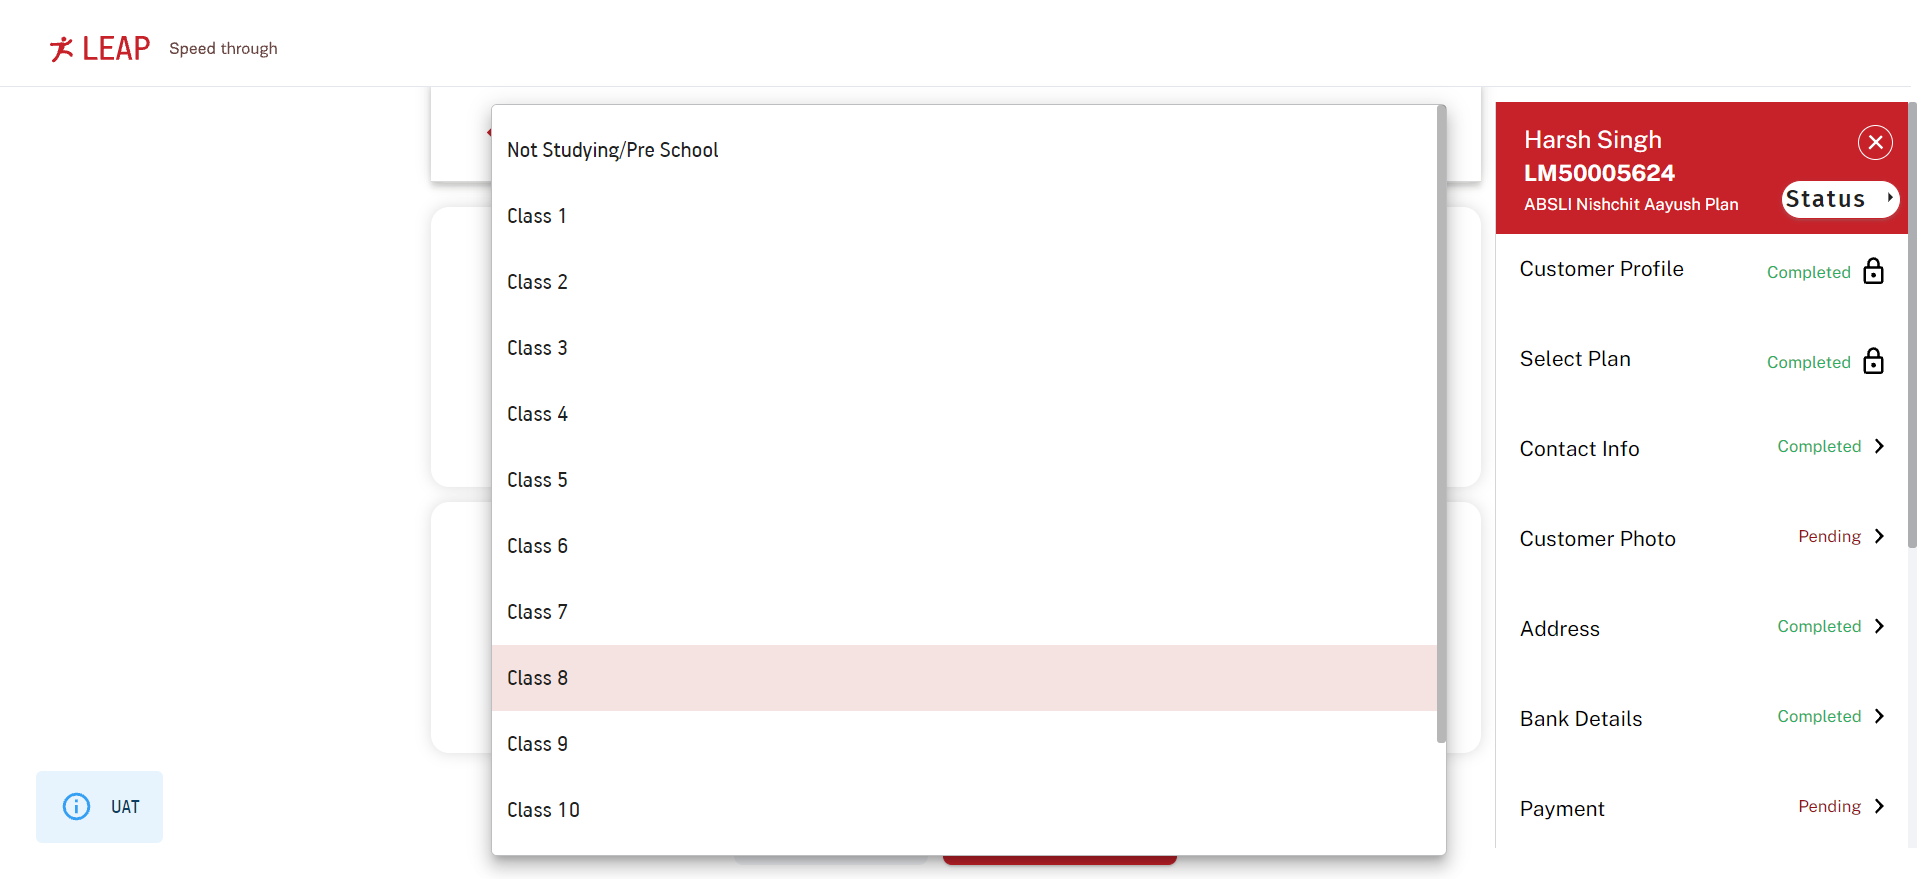 LEAP Speed through
Not Studying/Pre School
Class 1
Class 2
Class 3
Class 4
Class 5
Class 6
Class 7
Class 8
Class 9
Class 10
Harsh Singh
LM50005624
ABSLI Nishchit Aayush Plan
Status
Customer Profile Completed
Select Plan Completed
Contact Info Completed
Customer Photo Pending
Address Completed
Bank Details Completed
Payment Pending
UAT